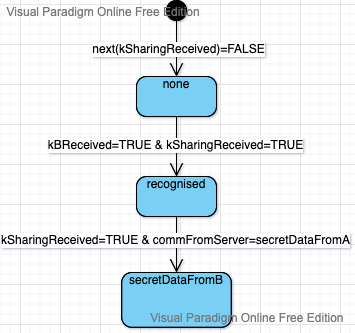 Visual Paradigm Online Free Edition
next(kSharingReceived)=FALSE
none
kBReceived=TRUE & kSharingReceived=TRUE
recognised
kSharingReceived=TRUE & commFromServer=secretDataFromA
secretDataFromB
Visual Paradigm Online Free Edition